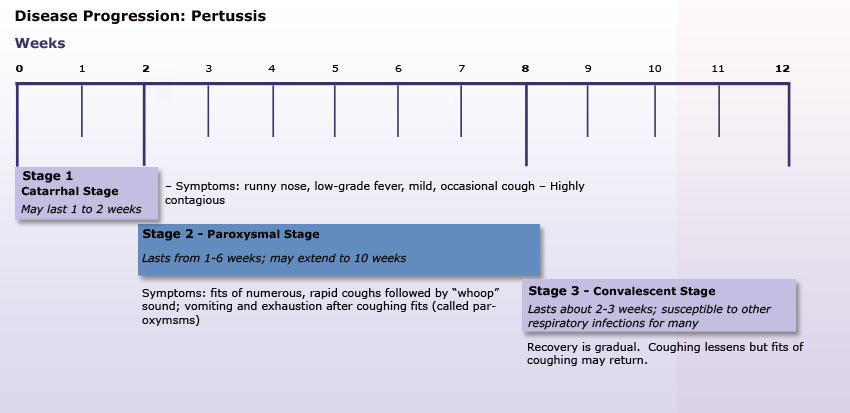 Disease Progression: Pertussis
Weeks
0 1 2 3 4 5 6 7 8 9 10 11 12
Stage 1
Catarrhal Stage
May last 1 to 2 weeks
– Symptoms: runny nose, low-grade fever, mild, occasional cough – Highly
contagious
Stage 2 - Paroxysmal Stage
Lasts from 1-6 weeks; may extend to 10 weeks
Symptoms: fits of numerous, rapid coughs followed by “whoop”
sound; vomiting and exhaustion after coughing fits (called par-
oxymsms)
Stage 3 - Convalescent Stage
Lasts about 2-3 weeks; susceptible to other
respiratory infections for many
Recovery is gradual.  Coughing lessens but fits of
coughing may return.